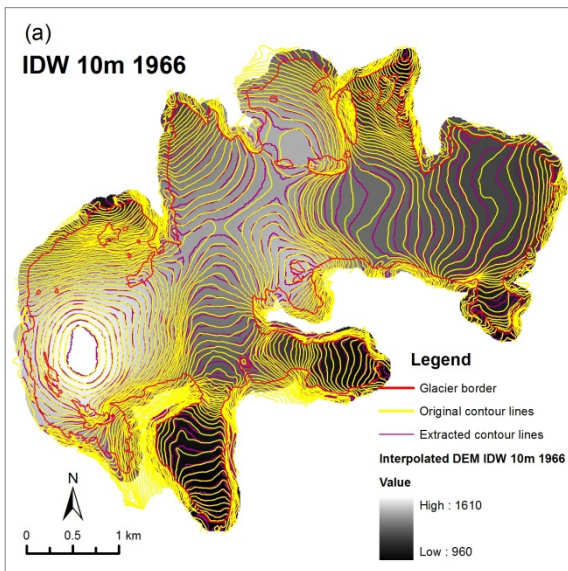 (a)
IDW 10m 1966
Legend
Glacier border
Original contour lines
Extracted contour lines
Interpolated DEM IDW 10m 1966
Value
High : 1610
Low : 960
N
0 0.5 1 km